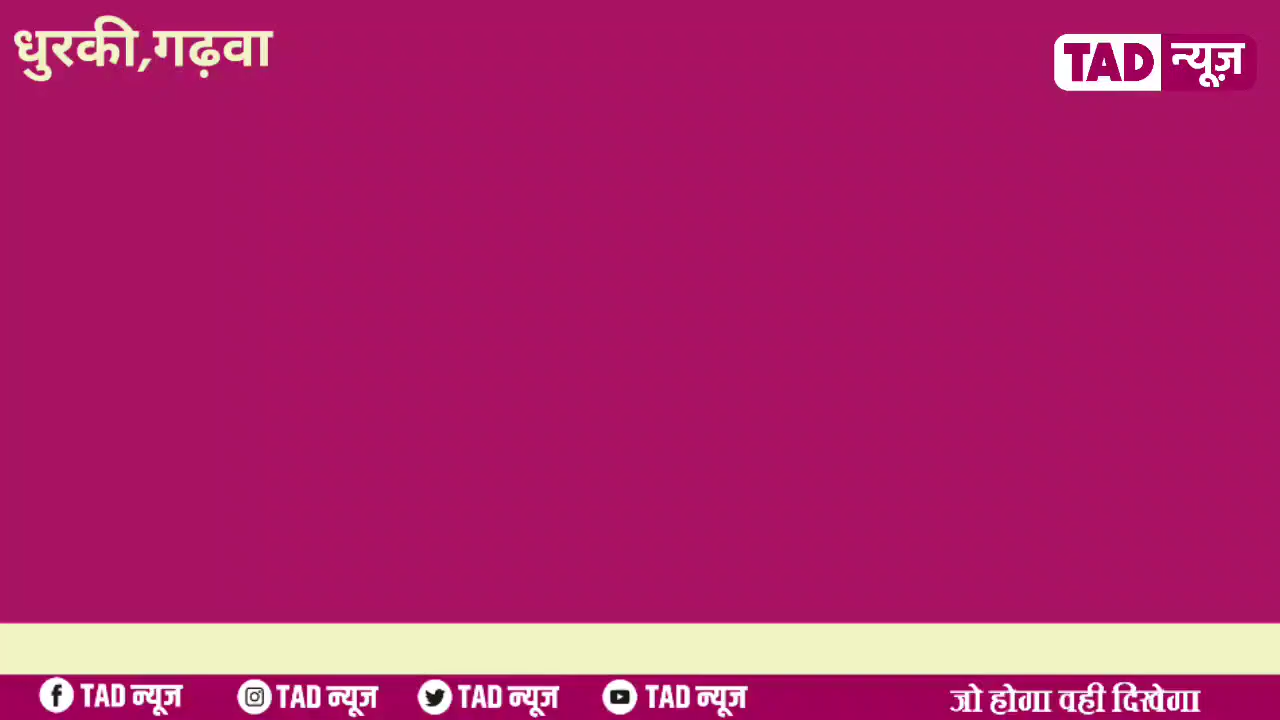 धुरकी,गढ़वा
TAD न्यूज़
TAD न्यूज TAD न्यूज TAD न्यूज TAD न्यूज जो होगा वही दिखेगा